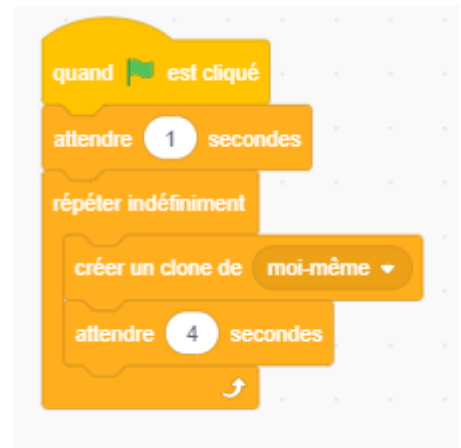 quand est cliqué
attendre 1 secondes
répéter indéfiniment
créer un clone de moi-même
attendre 4 secondes